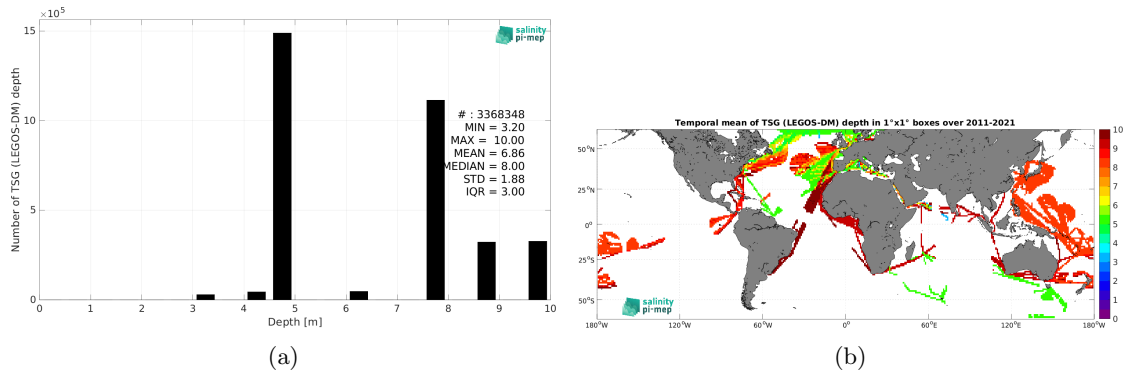 ×10⁵
15
10
5
0
Number of TSG (LEGOS-DM) depth
salinity
pi-mep
# : 3368348
MIN = 3.20
MAX = 10.00
MEAN = 6.86
MEDIAN = 8.00
STD = 1.88
IQR = 3.00
0 1 2 3 4 5 6 7 8 9 10
Depth [m]
(a)
Temporal mean of TSG (LEGOS-DM) depth in 1°x1° boxes over 2011-2021
50°N
25°N
0°
25°S
50°S
180°W 120°W 60°W 0° 60°E 120°E 180°W
salinity
pi-mep
10
9
8
7
6
5
4
3
2
1
0
(b)